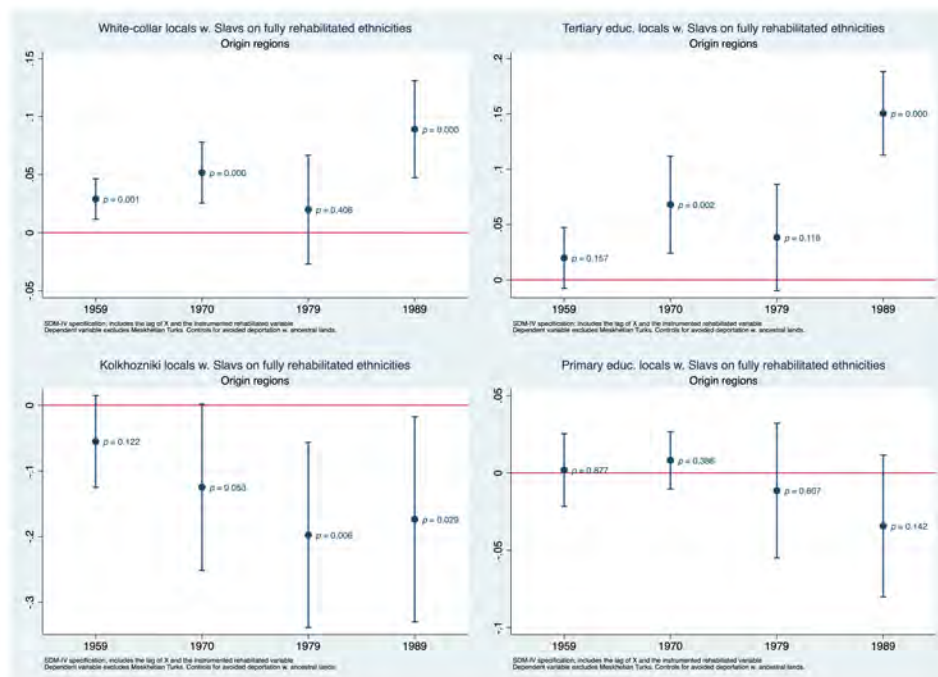 White-collar locals w. Slavs on fully rehabilitated ethnicities
Origin regions
.15
.1
.05
0
-.05
p = 0.001
p = 0.000
p = 0.406
p = 0.000
1959 1970 1979 1989
SDM-IV specification; includes the lag of X and the instrumented rehabilitated variable
Dependent variable excludes Meskhetian Turks. Controls for avoided deportation w. ancestral lands.
Tertiary educ. locals w. Slavs on fully rehabilitated ethnicities
Origin regions
.2
.15
.1
.05
0
p = 0.157
p = 0.002
p = 0.119
p = 0.000
1959 1970 1979 1989
SDM-IV specification; includes the lag of X and the instrumented rehabilitated variable
Dependent variable excludes Meskhetian Turks. Controls for avoided deportation w. ancestral lands.
Kolkhozniki locals w. Slavs on fully rehabilitated ethnicities
Origin regions
0
-.1
-.2
-.3
p = 0.122
p = 0.053
p = 0.006
p = 0.029
1959 1970 1979 1989
SDM-IV specification; includes the lag of X and the instrumented rehabilitated variable
Dependent variable excludes Meskhetian Turks. Controls for avoided deportation w. ancestral lands.
Primary educ. locals w. Slavs on fully rehabilitated ethnicities
Origin regions
.05
0
-.05
-.1
p = 0.877
p = 0.386
p = 0.607
p = 0.142
1959 1970 1979 1989
SDM-IV specification; includes the lag of X and the instrumented rehabilitated variable
Dependent variable excludes Meskhetian Turks. Controls for avoided deportation w. ancestral lands.